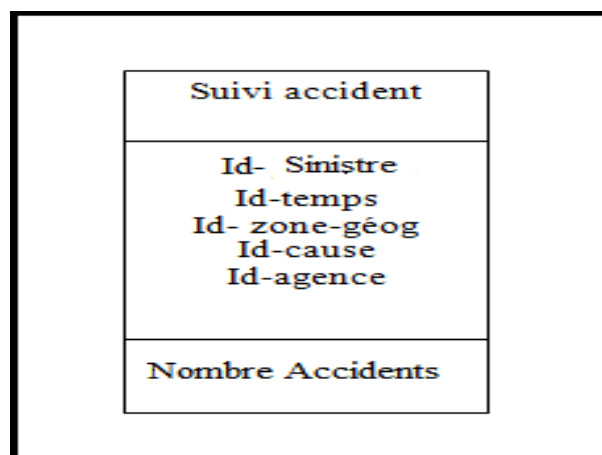 Suivi accident
Id- Sinistre
Id-temps
Id- zone-géog
Id-cause
Id-agence
Nombre Accidents